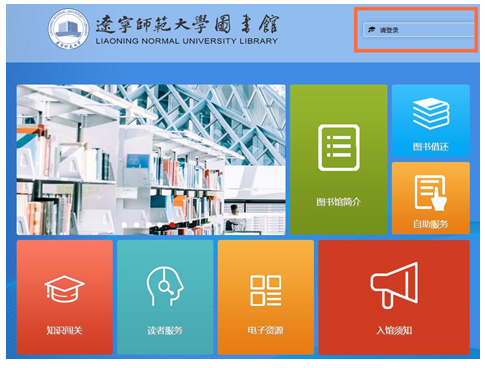 遼寧師範大學圖書館
LIAONING NORMAL UNIVERSITY LIBRARY
请登录
图书馆简介
图书借还
自助服务
知识闯关
读者服务
电子资源
入馆须知